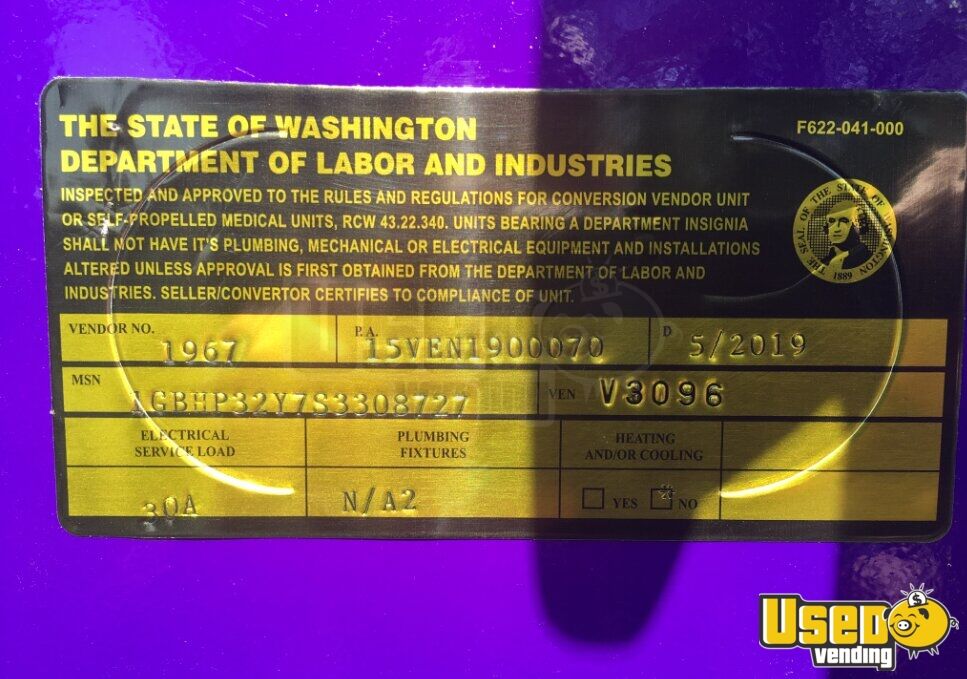 THE STATE OF WASHINGTON
F622-041-000
DEPARTMENT OF LABOR AND INDUSTRIES
INSPECTED AND APPROVED TO THE RULES AND REGULATIONS FOR CONVERSION VENDOR UNIT
OR SELF-PROPELLED MEDICAL UNITS, RCW 43.22.340. UNITS BEARING A DEPARTMENT INSIGNIA
SHALL NOT HAVE IT'S PLUMBING, MECHANICAL OR ELECTRICAL EQUIPMENT AND INSTALLATIONS
ALTERED UNLESS APPROVAL IS FIRST OBTAINED FROM THE DEPARTMENT OF LABOR AND
INDUSTRIES. SELLER/CONVERTOR CERTIFIES TO COMPLIANCE OF UNIT.
THE SEAL OF THE STATE OF WASHINGTON
1889
VENDOR NO. 1967 P.A. 15VEN1900070 D 5/2019
MSN 1GBHP32Y7S3308727 VEN V3096
ELECTRICAL
SERVICE LOAD
PLUMBING
FIXTURES
HEATING
AND/OR COOLING
30A N/A2 YES NO
USED
vending